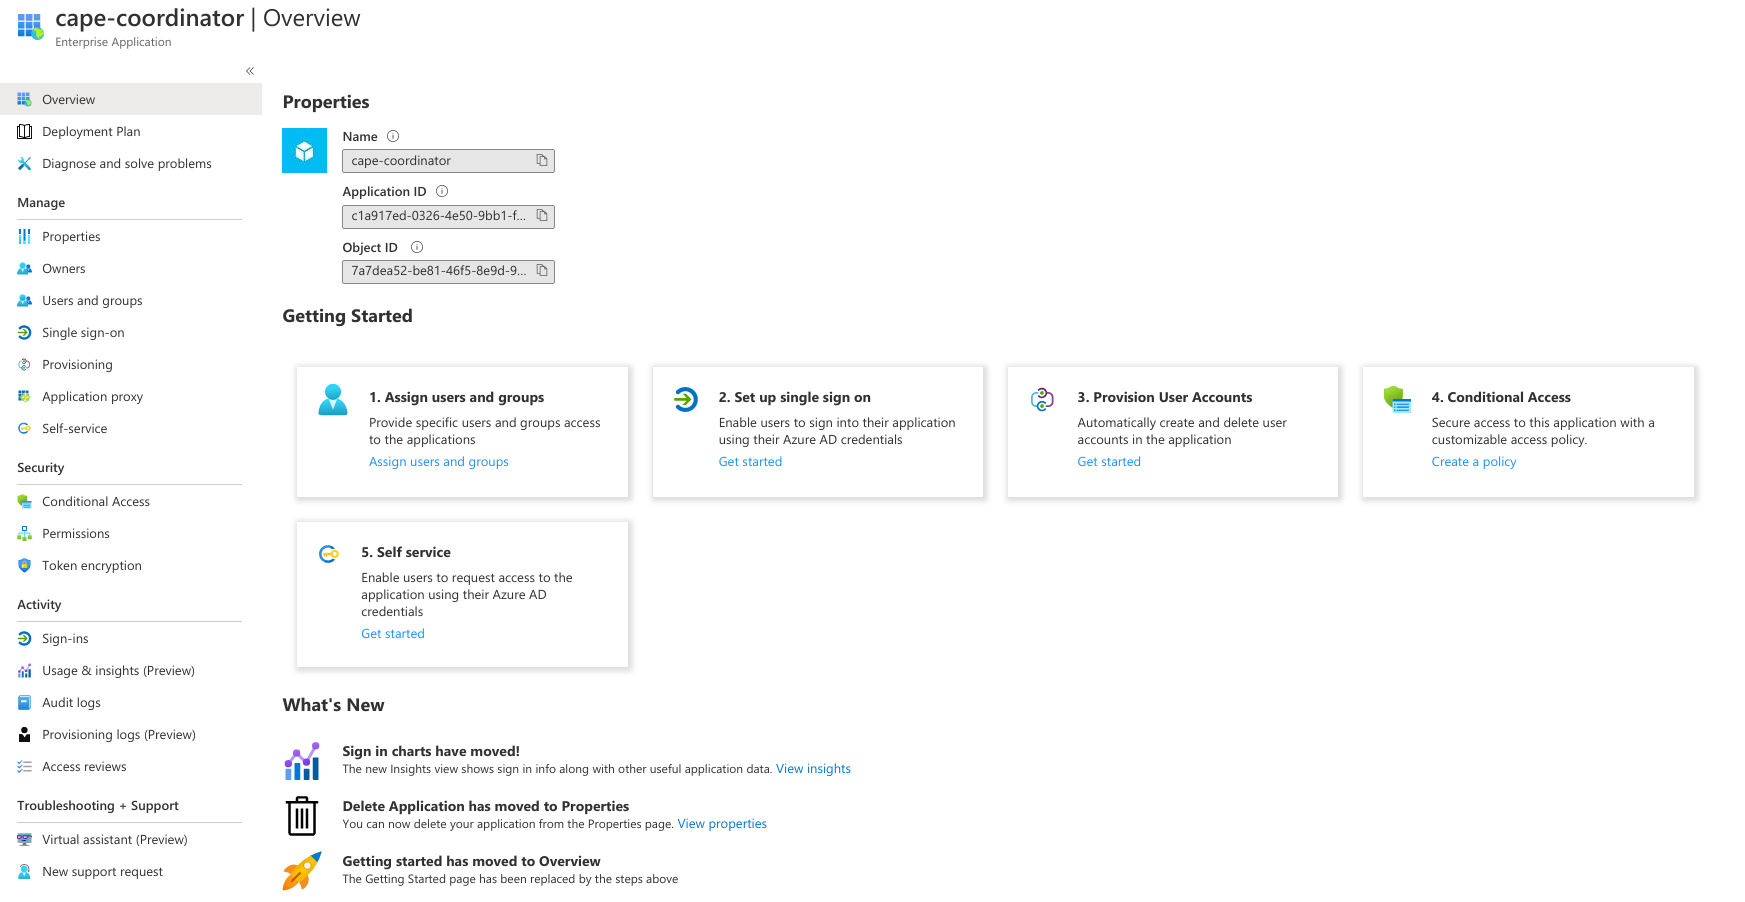 cape-coordinator | Overview
Enterprise Application
«
Overview
Deployment Plan
Diagnose and solve problems
Manage
Properties
Owners
Users and groups
Single sign-on
Provisioning
Application proxy
Self-service
Security
Conditional Access
Permissions
Token encryption
Activity
Sign-ins
Usage & insights (Preview)
Audit logs
Provisioning logs (Preview)
Access reviews
Troubleshooting + Support
Virtual assistant (Preview)
New support request
Properties
Name
cape-coordinator
Application ID
c1a917ed-0326-4e50-9bb1-f...
Object ID
7a7dea52-be81-46f5-8e9d-9...
Getting Started
1. Assign users and groups
Provide specific users and groups access
to the applications
Assign users and groups
2. Set up single sign on
Enable users to sign into their application
using their Azure AD credentials
Get started
3. Provision User Accounts
Automatically create and delete user
accounts in the application
Get started
4. Conditional Access
Secure access to this application with a
customizable access policy.
Create a policy
5. Self service
Enable users to request access to the
application using their Azure AD
credentials
Get started
What's New
Sign in charts have moved!
The new Insights view shows sign in info along with other useful application data. View insights
Delete Application has moved to Properties
You can now delete your application from the Properties page. View properties
Getting started has moved to Overview
The Getting Started page has been replaced by the steps above